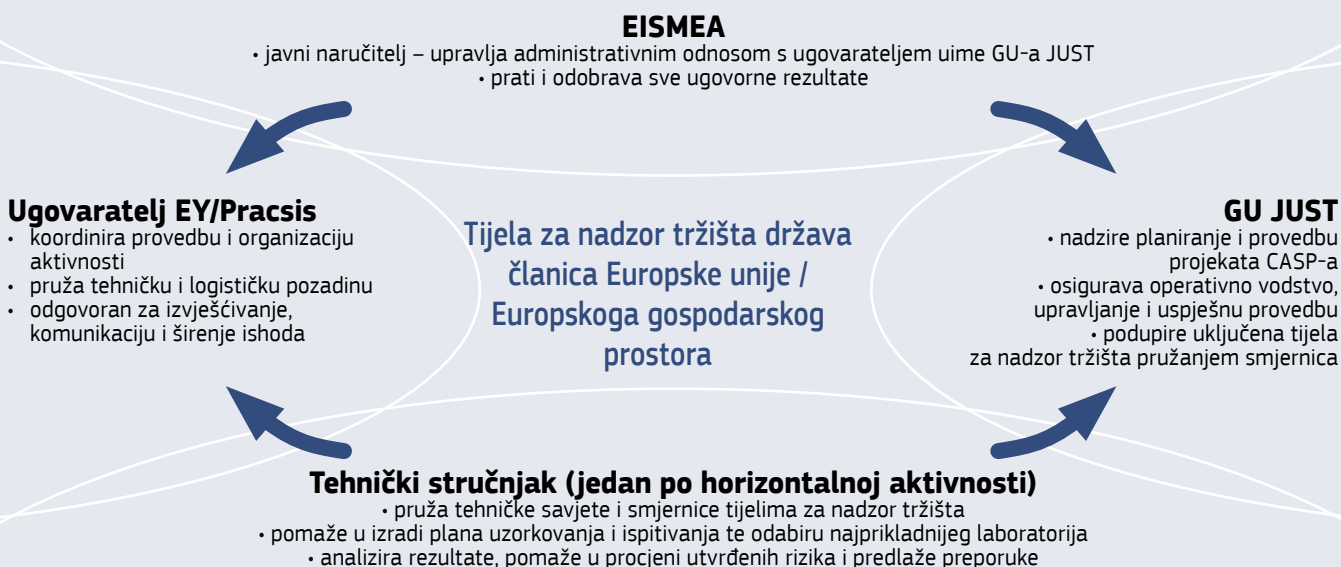 EISMEA
• javni naručitelj – upravlja administrativnim odnosom s ugovarateljem uime GU-a JUST
• prati i odobrava sve ugovorne rezultate
Ugovaratelj EY/Pracsis
• koordinira provedbu i organizaciju
aktivnosti
• pruža tehničku i logističku pozadinu
• odgovoran za izvješćivanje,
komunikaciju i širenje ishoda
Tijela za nadzor tržišta država
članica Europske unije /
Europskoga gospodarskog
prostora
GU JUST
• nadzire planiranje i provedbu
projekata CASP-a
• osigurava operativno vodstvo,
upravljanje i uspješnu provedbu
• podupire uključena tijela
za nadzor tržišta pružanjem smjernica
Tehnički stručnjak (jedan po horizontalnoj aktivnosti)
• pruža tehničke savjete i smjernice tijelima za nadzor tržišta
• pomaže u izradi plana uzorkovanja i ispitivanja te odabiru najprikladnijeg laboratorija
• analizira rezultate, pomaže u procjeni utvrđenih rizika i predlaže preporuke